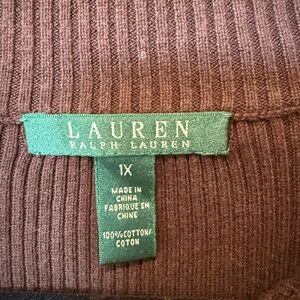 LAUREN
RALPH LAUREN
1X
MADE IN
CHINA
FABRIQUE EN
CHINE
100%COTTON/
COTON